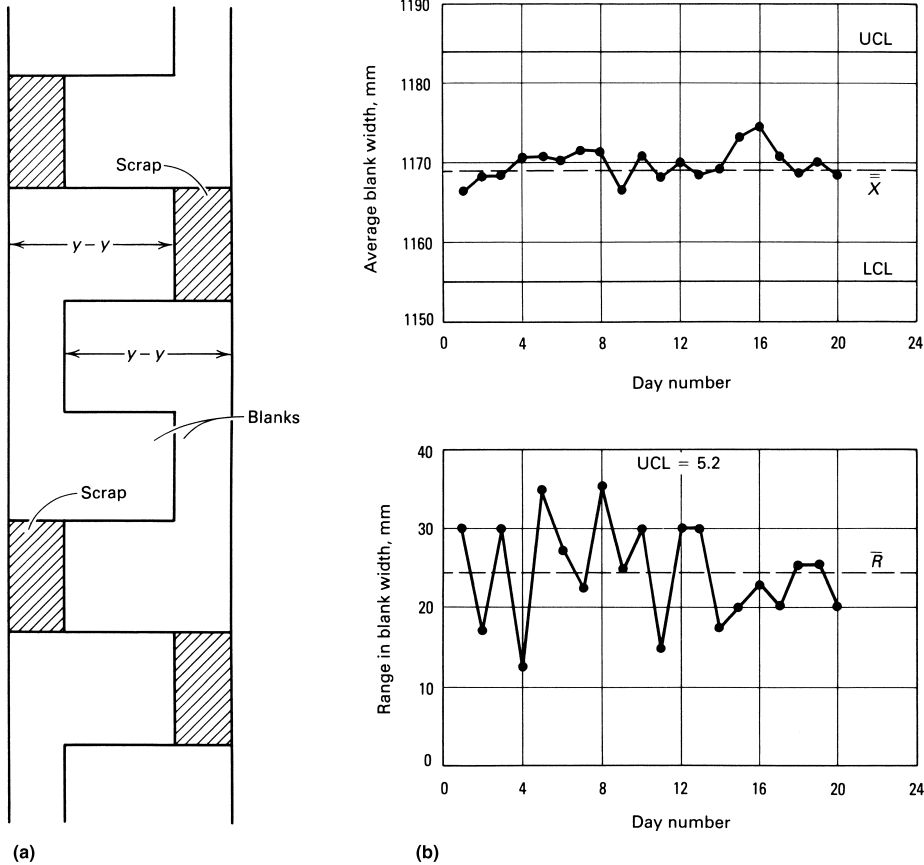 Scrap
y – y
y – y
Blanks
Scrap
(a)
Average blank width, mm
1190
1180
1170
1160
1150
UCL
X
LCL
0
4
8
12
16
20
24
Day number
Range in blank width, mm
40
30
20
10
0
UCL = 5.2
R
0
4
8
12
16
20
24
Day number
(b)